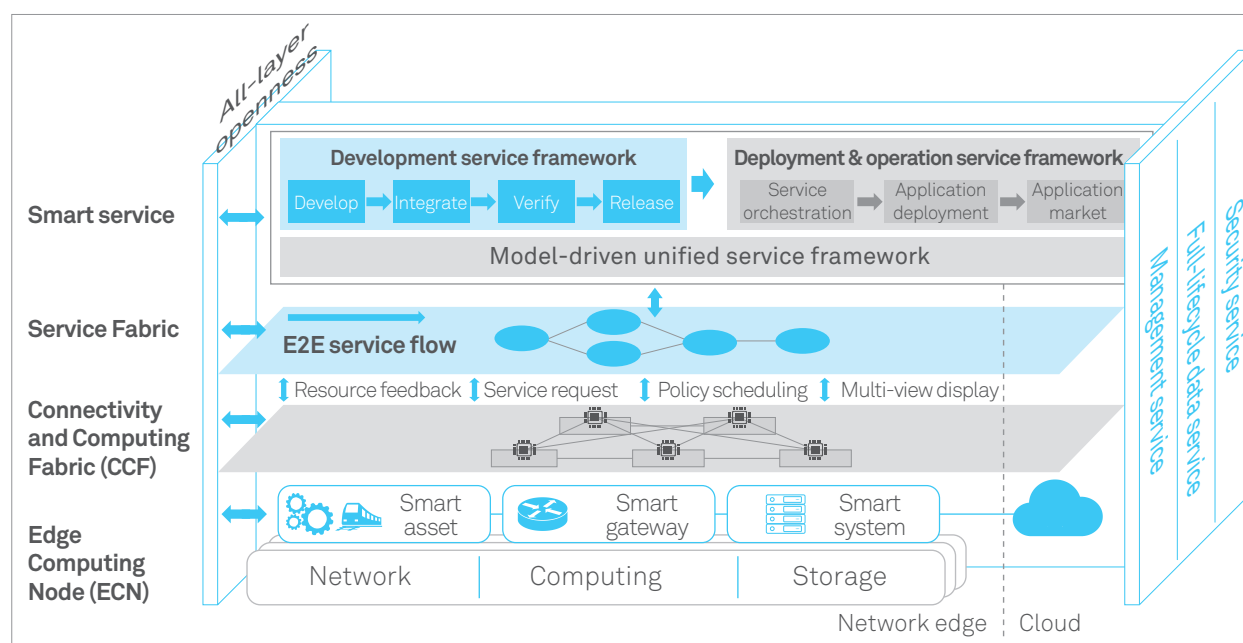 All-layer
openness
Development service framework
Deployment & operation service framework
Develop
Integrate
Verify
Release
Service
orchestration
Application
deployment
Application
market
Model-driven unified service framework
Smart service
Service Fabric
E2E service flow
Resource feedback
Service request
Policy scheduling
Multi-view display
Connectivity
and Computing
Fabric (CCF)
Smart
asset
Smart
gateway
Smart
system
Edge
Computing
Node (ECN)
Network
Computing
Storage
Network edge
Cloud
Management service
Full-lifecycle data service
Security service